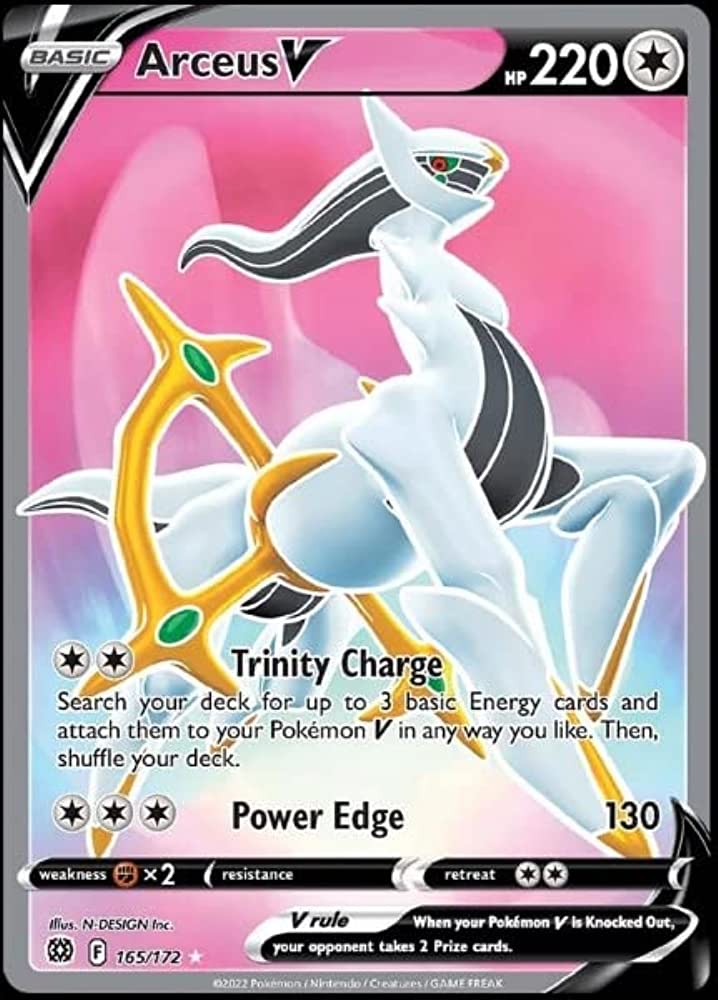 BASIC Arceus V HP 220
Trinity Charge
Search your deck for up to 3 basic Energy cards and
attach them to your Pokémon V in any way you like. Then,
shuffle your deck.
Power Edge 130
weakness ×2 resistance retreat
Illus. N-DESIGN Inc.
F 165/172
V rule When your Pokémon V is Knocked Out,
your opponent takes 2 Prize cards.
©2022 Pokémon / Nintendo / Creatures / GAME FREAK